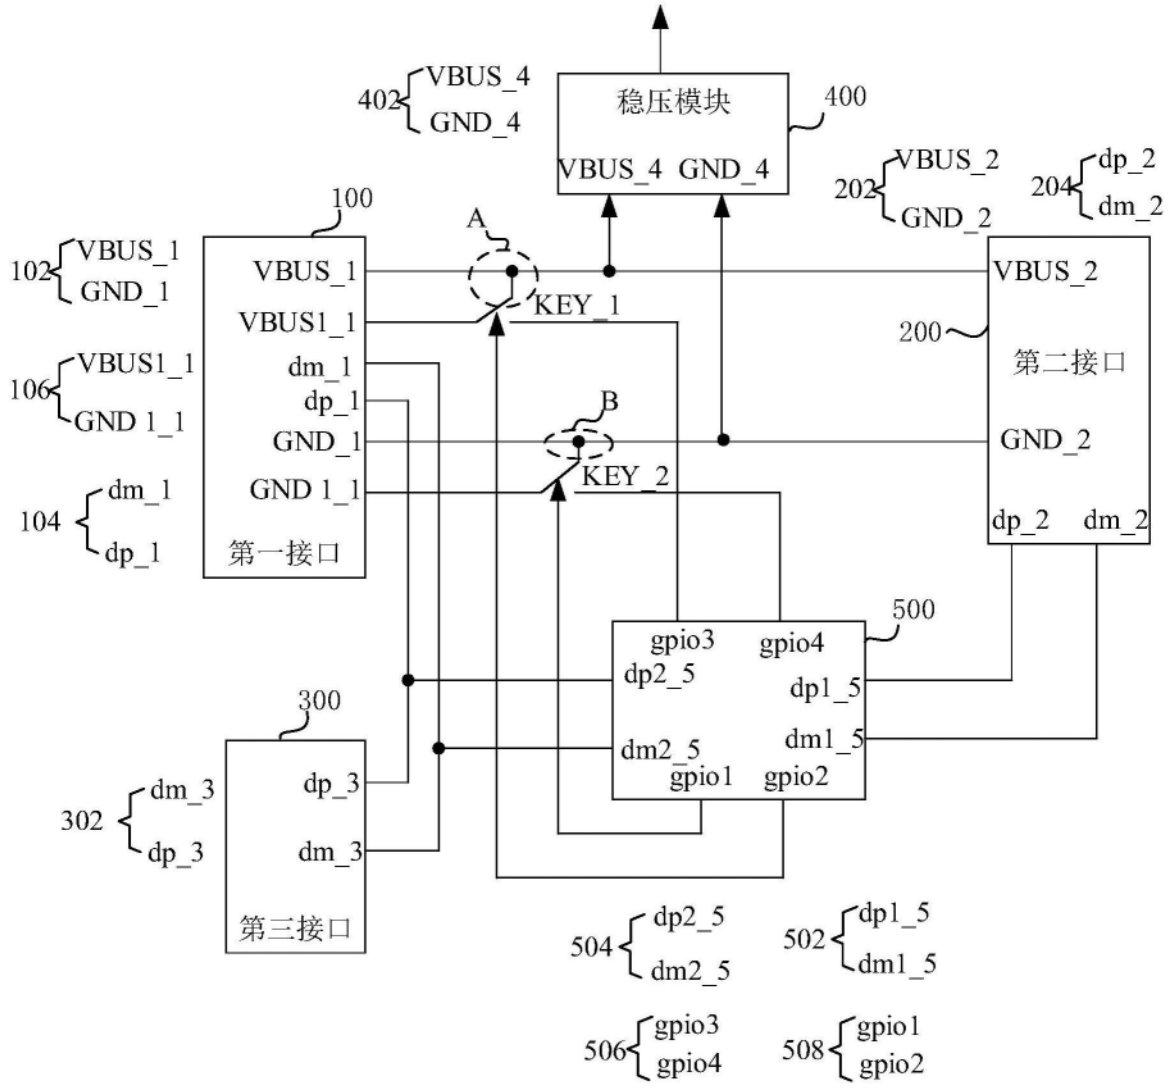 VBUS_4
402
GND_4
稳压模块
400
VBUS_4 GND_4
VBUS_2
202
GND_2
dp_2
204
dm_2
100
A
VBUS_1
102
GND_1
VBUS_1
VBUS_2
KEY_1
VBUS1_1
200
第二接口
VBUS1_1
106
GND 1_1
dm_1
dp_1
B
GND_1
GND_2
KEY_2
GND 1_1
dm_1
104
dp_1
第一接口
dp_2 dm_2
500
gpio3 gpio4
dp2_5
dp1_5
dm1_5
dm2_5
gpio1 gpio2
300
dp_3
dm_3
302
dp_3
dm_3
第三接口
dp2_5
504
dm2_5
dp1_5
502
dm1_5
gpio3
506
gpio4
gpio1
508
gpio2